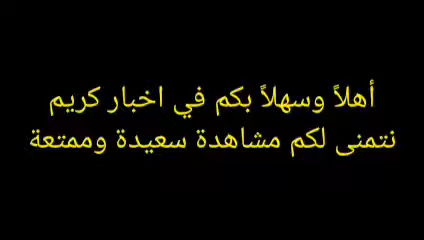 أهلاً وسهلاً بكم في اخبار كريم
نتمنى لكم مشاهدة سعيدة وممتعة